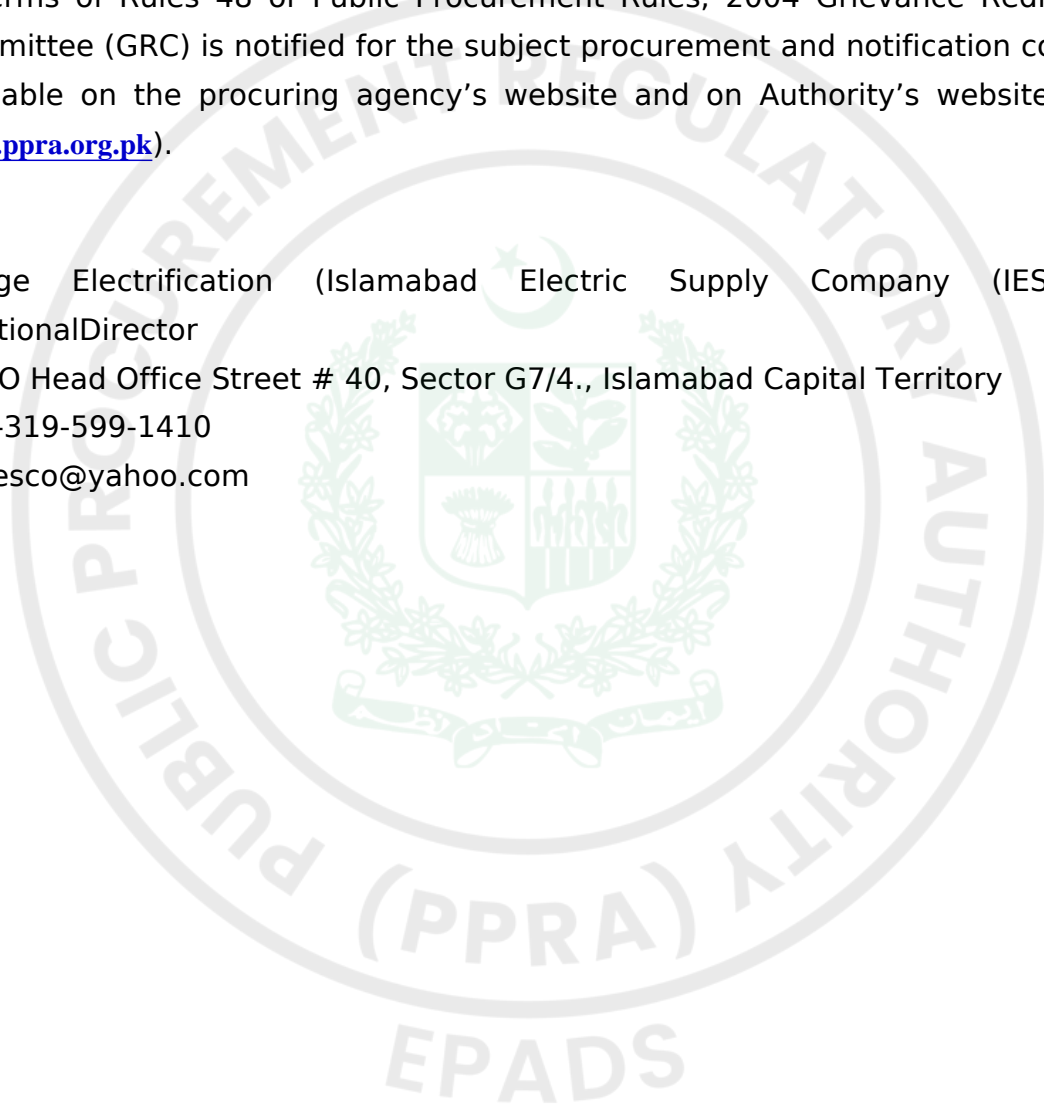 erms of Rules 48 of Public Procurement Rules, 2004 Grievance Redr
mittee (GRC) is notified for the subject procurement and notification co
able on the procuring agency’s website and on Authority’s website
.ppra.org.pk).
ge Electrification (Islamabad Electric Supply Company (IES
tionalDirector
O Head Office Street # 40, Sector G7/4., Islamabad Capital Territory
-319-599-1410
esco@yahoo.com
PUBLIC PROCUREMENT REGULATORY AUTHORITY
ایمان اتحاد نظم
(PPRA)
EPADS